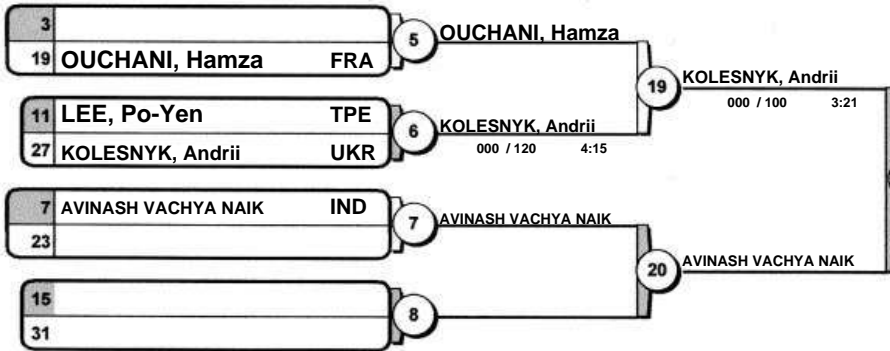 3
19 OUCHANI, Hamza FRA
5 OUCHANI, Hamza
11 LEE, Po-Yen TPE
27 KOLESNYK, Andrii UKR
6 KOLESNYK, Andrii
000 / 120 4:15
19 KOLESNYK, Andrii
000 / 100 3:21
7 AVINASH VACHYA NAIK IND
23
7 AVINASH VACHYA NAIK
15
31
8
20 AVINASH VACHYA NAIK